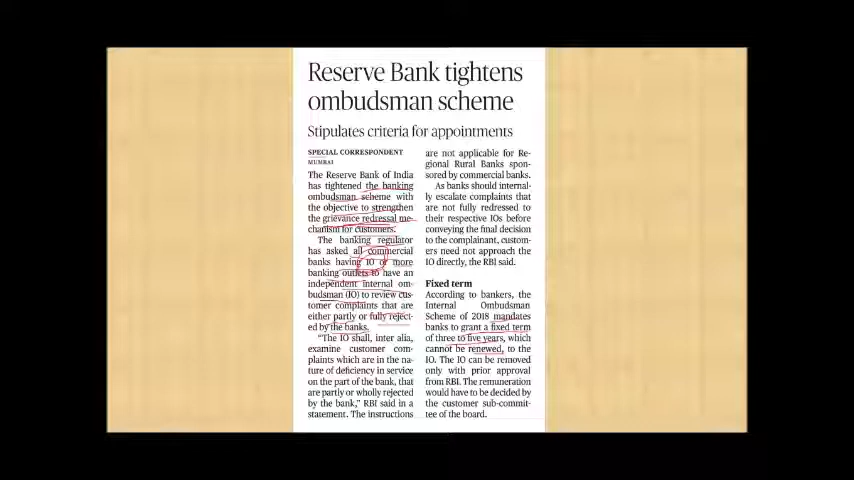 Reserve Bank tightens
ombudsman scheme
Stipulates criteria for appointments
SPECIAL CORRESPONDENT
MUMBAI
The Reserve Bank of India
has tightened the banking
ombudsman scheme with
the objective to strengthen
the grievance redressal me-
chanism for customers.
The banking regulator
has asked all commercial
banks having 10 or more
banking outlets to have an
independent internal om-
budsman (IO) to review cus-
tomer complaints that are
either partly or fully reject-
ed by the banks.
"The IO shall, inter alia,
examine customer com-
plaints which are in the na-
ture of deficiency in service
on the part of the bank, that
are partly or wholly rejected
by the bank," RBI said in a
statement. The instructions
are not applicable for Re-
gional Rural Banks spon-
sored by commercial banks.
As banks should internal-
ly escalate complaints that
are not fully redressed to
their respective IOs before
conveying the final decision
to the complainant, custom-
ers need not approach the
IO directly, the RBI said.
Fixed term
According to bankers, the
Internal Ombudsman
Scheme of 2018 mandates
banks to grant a fixed term
of three to five years, which
cannot be renewed, to the
IO. The IO can be removed
only with prior approval
from RBI. The remuneration
would have to be decided by
the customer sub-commit-
tee of the board.